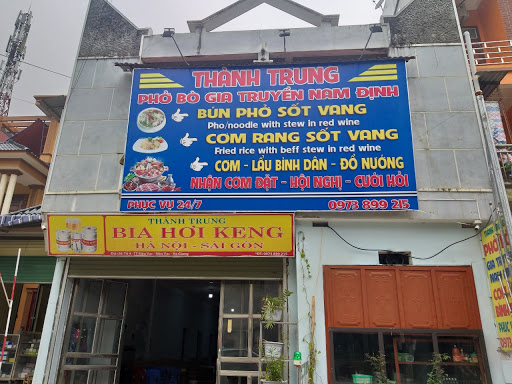 THÀNH TRUNG
PHỞ BÒ GIA TRUYỀN NAM ĐỊNH
BÚN PHỞ SỐT VANG
Pho/noodle with stew in red wine
CƠM RANG SỐT VANG
Fried rice with beff stew in red wine
CƠM - LẨU BÌNH DÂN - ĐỒ NƯỚNG
NHẬN CƠM ĐẶT - HỘI NGHỊ - CƯỚI HỎI
PHỤC VỤ 24/7
0973 899 215
THÀNH TRUNG
BIA HƠI KENG
HÀ NỘI - SÀI GÒN
PHỞ
GIA T